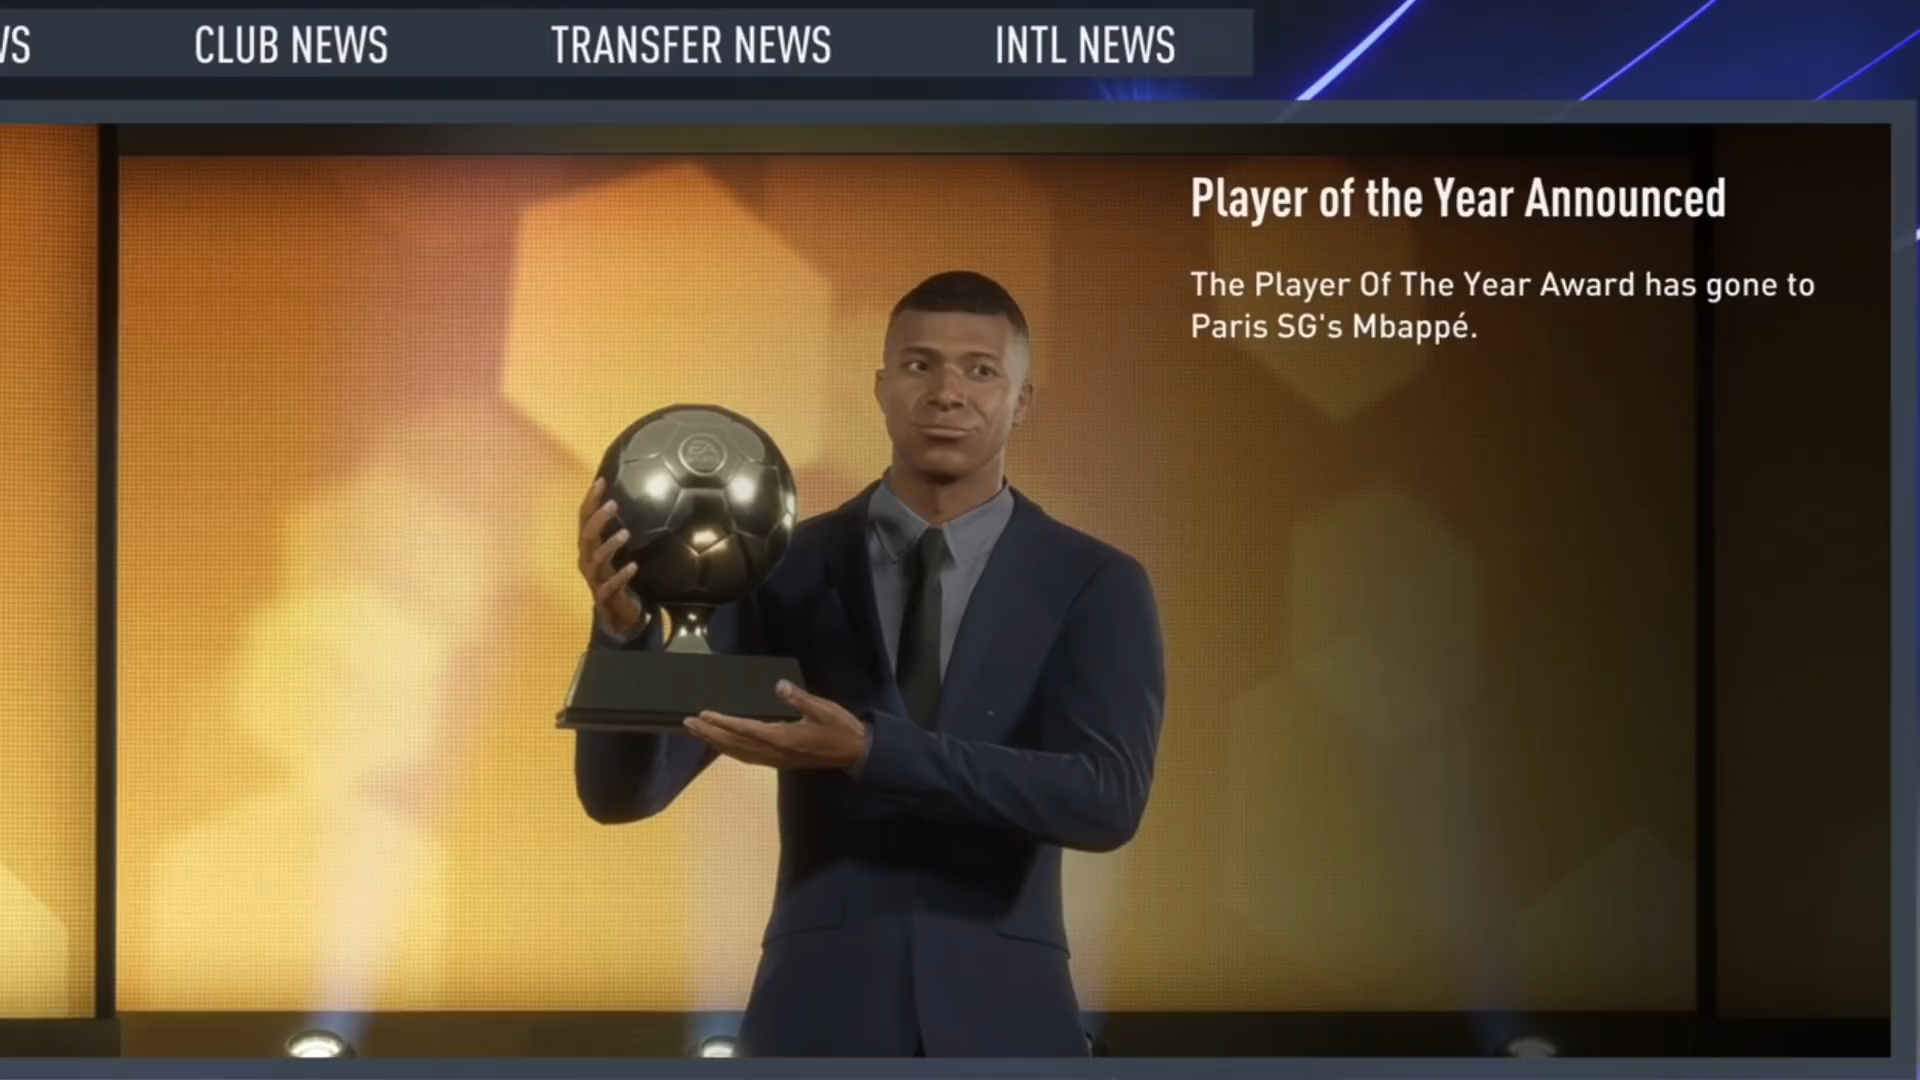 CLUB NEWS
TRANSFER NEWS
INTL NEWS
Player of the Year Announced
The Player Of The Year Award has gone to
Paris SG's Mbappé.
EA